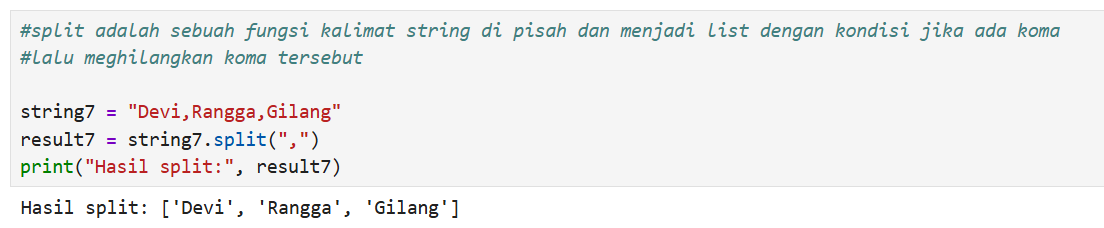 #split adalah sebuah fungsi kalimat string di pisah dan menjadi list dengan kondisi jika ada koma
#lalu meghilangkan koma tersebut
string7 = "Devi,Rangga,Gilang"
result7 = string7.split(",")
print("Hasil split:", result7)
Hasil split: ['Devi', 'Rangga', 'Gilang']